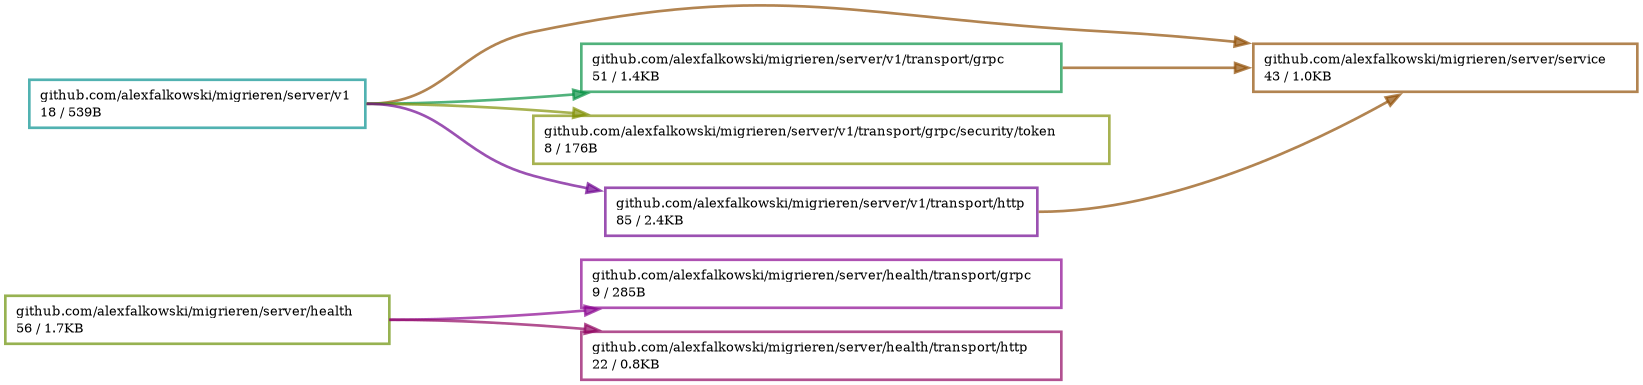 github.com/alexfalkowski/migrieren/server/v1
18 / 539B
github.com/alexfalkowski/migrieren/server/v1/transport/grpc
51 / 1.4KB
github.com/alexfalkowski/migrieren/server/service
43 / 1.0KB
github.com/alexfalkowski/migrieren/server/v1/transport/grpc/security/token
8 / 176B
github.com/alexfalkowski/migrieren/server/v1/transport/http
85 / 2.4KB
github.com/alexfalkowski/migrieren/server/health
56 / 1.7KB
github.com/alexfalkowski/migrieren/server/health/transport/grpc
9 / 285B
github.com/alexfalkowski/migrieren/server/health/transport/http
22 / 0.8KB